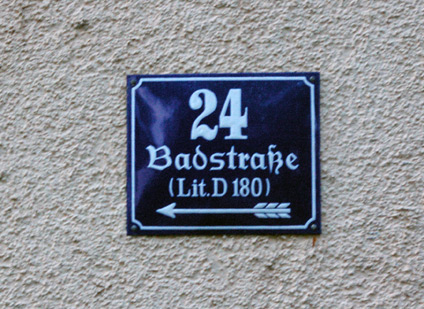 24
Badstraße
(Lit. D 180)